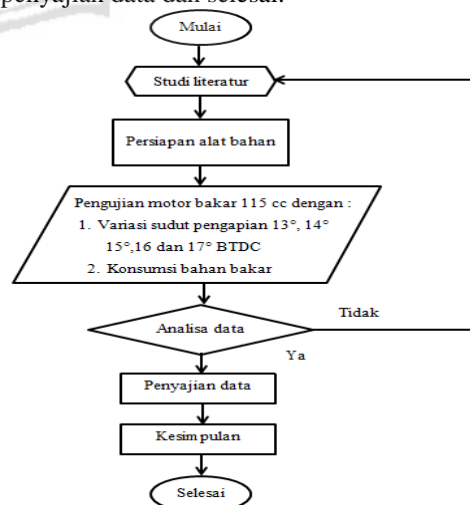 penyajian data dan selesai.
Mulai
Studi literatur
Persiapan alat bahan
Pengujian motor bakar 115 cc dengan :
1. Variasi sudut pengapian 13°, 14°
15°,16 dan 17° BTDC
2. Konsumsi bahan bakar
Analisa data
Tidak
Ya
Penyajian data
Kesimpulan
Selesai